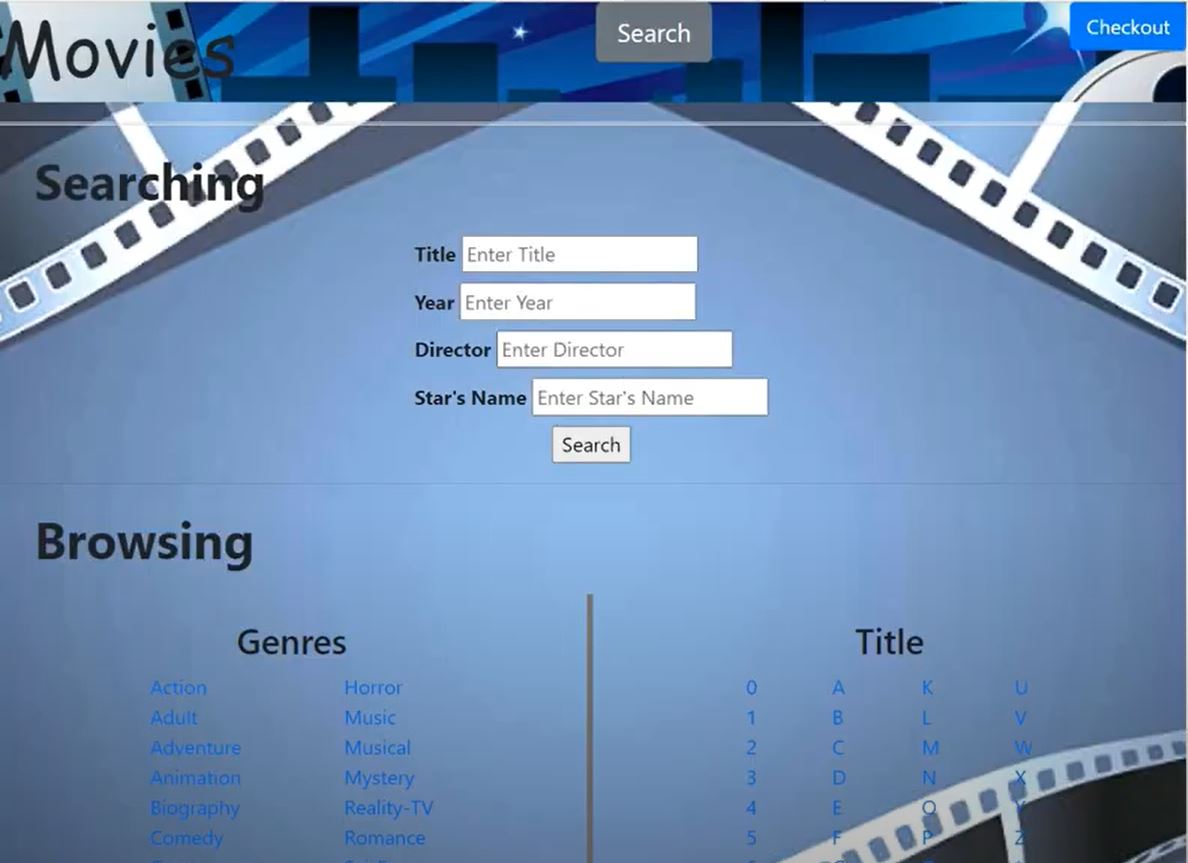 Movies Search Checkout
Searching
Title Enter Title
Year Enter Year
Director Enter Director
Star's Name Enter Star's Name
Search
Browsing
Genres Title
Action Horror 0 A K U
Adult Music 1 B L V
Adventure Musical 2 C M W
Animation Mystery 3 D N X
Biography Reality-TV 4 E O Y
Comedy Romance 5 F P Z